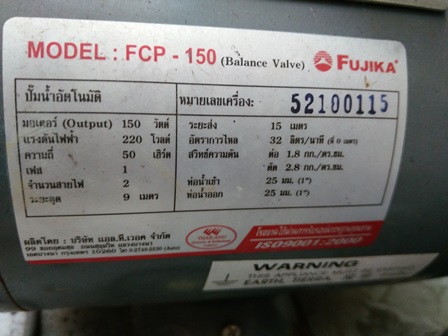 MODEL : FCP - 150 (Balance Valve) FUJIKA
ปั๊มน้ำอัตโนมัติ หมายเลขเครื่อง: 52100115
มอเตอร์ (Output) 150 วัตต์ ระยะส่ง 15 เมตร
แรงดันไฟฟ้า 220 โวลต์ อัตราการไหล 32 ลิตร/นาที (ที่ 0 เมตร)
ความถี่ 50 เฮิร์ต สวิทช์ความดัน ต่อ 1.8 กก./ตร.ซม.
เฟส 1 ตัด 2.8 กก./ตร.ซม.
จำนวนสายไฟ 2 ท่อน้ำเข้า 25 มม. (1")
ระยะดูด 9 เมตร ท่อน้ำออก 25 มม. (1")
ผลิตโดย : บริษัท แอล.ที.เวอค จำกัด
THAILAND
ISO9001:2000
WARNING